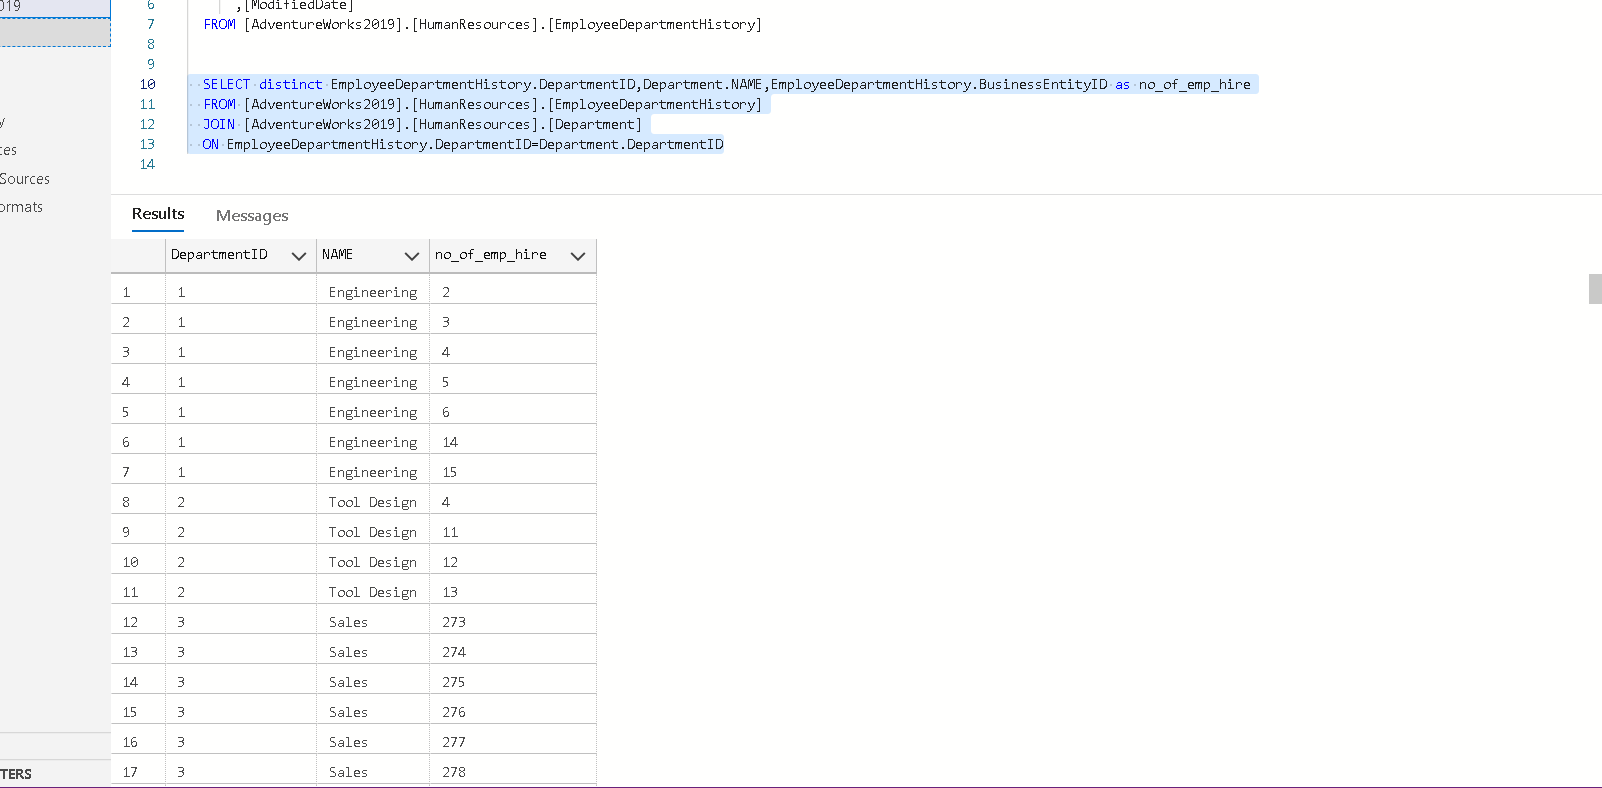 019
6 ,[ModifiedDate]
7 FROM [AdventureWorks2019].[HumanResources].[EmployeeDepartmentHistory]
8
9
10 SELECT distinct EmployeeDepartmentHistory.DepartmentID,Department.NAME,EmployeeDepartmentHistory.BusinessEntityID as no_of_emp_hire
11 FROM [AdventureWorks2019].[HumanResources].[EmployeeDepartmentHistory]
12 JOIN [AdventureWorks2019].[HumanResources].[Department]
13 ON EmployeeDepartmentHistory.DepartmentID=Department.DepartmentID
14
y
ces
Sources
ormats
TERS
Results Messages
DepartmentID NAME no_of_emp_hire
1 1 Engineering 2
2 1 Engineering 3
3 1 Engineering 4
4 1 Engineering 5
5 1 Engineering 6
6 1 Engineering 14
7 1 Engineering 15
8 2 Tool Design 4
9 2 Tool Design 11
10 2 Tool Design 12
11 2 Tool Design 13
12 3 Sales 273
13 3 Sales 274
14 3 Sales 275
15 3 Sales 276
16 3 Sales 277
17 3 Sales 278